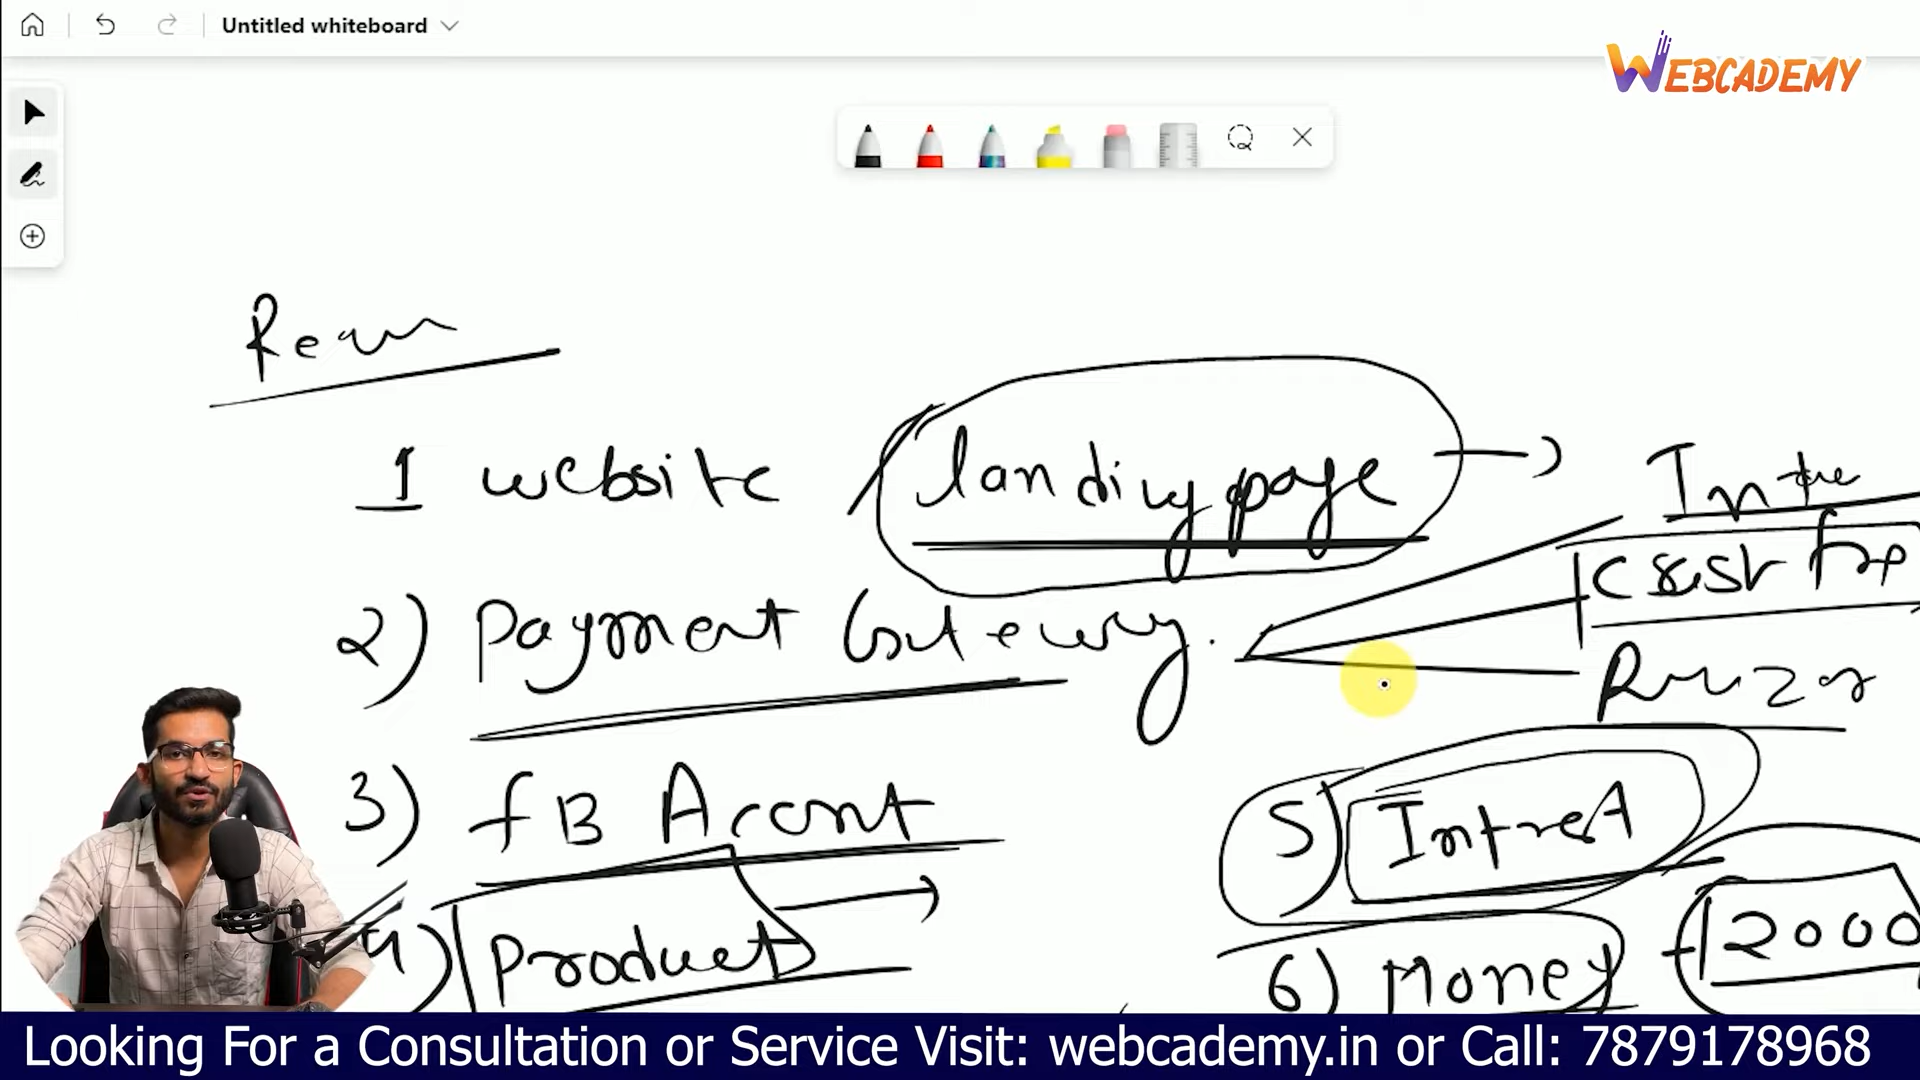 Untitled whiteboard
WEBCADEMY
1 website / landing page →
2) Payment Gateway.
3) FB Acont
4) Product →
5) Intrest
6) Money 2000
Looking For a Consultation or Service Visit: webcademy.in or Call: 7879178968